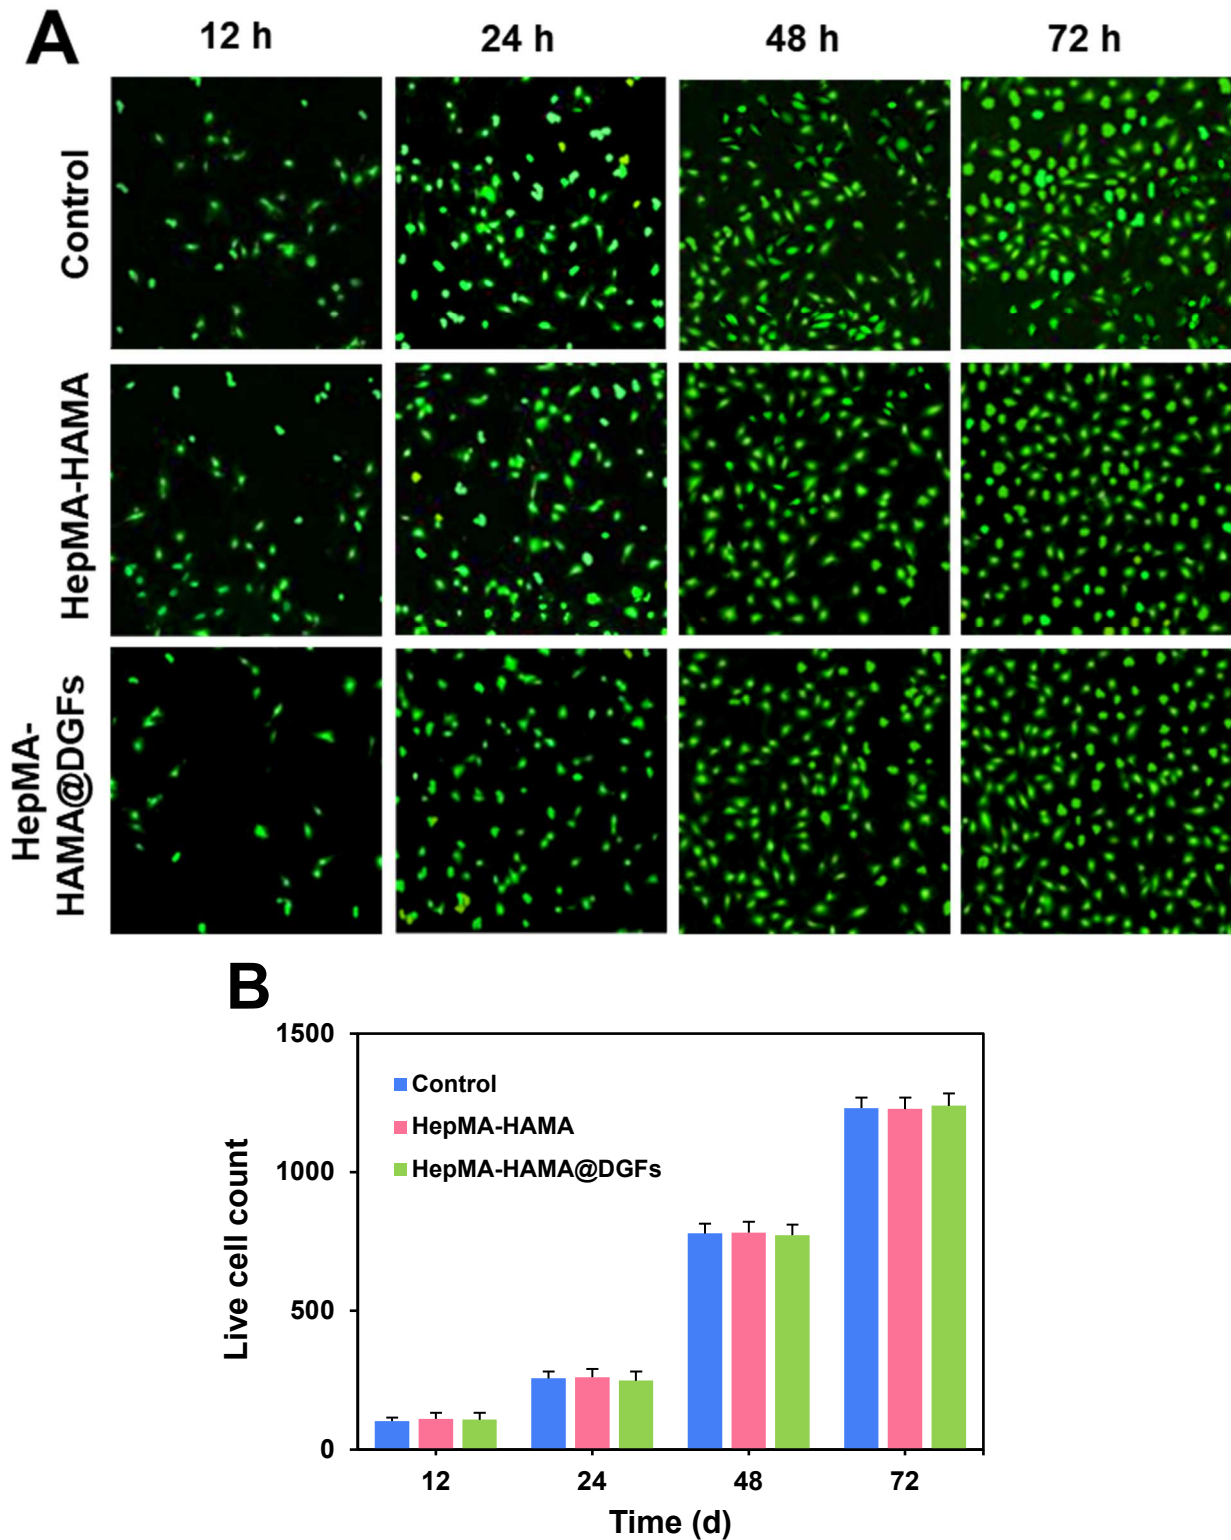 A
12 h
24 h
48 h
72 h
Control
HepMA-HAMA
HepMA-
HAMA@DGFs
B
1500
1000
500
0
Live cell count
Control
HepMA-HAMA
HepMA-HAMA@DGFs
12
24
48
72
Time (d)